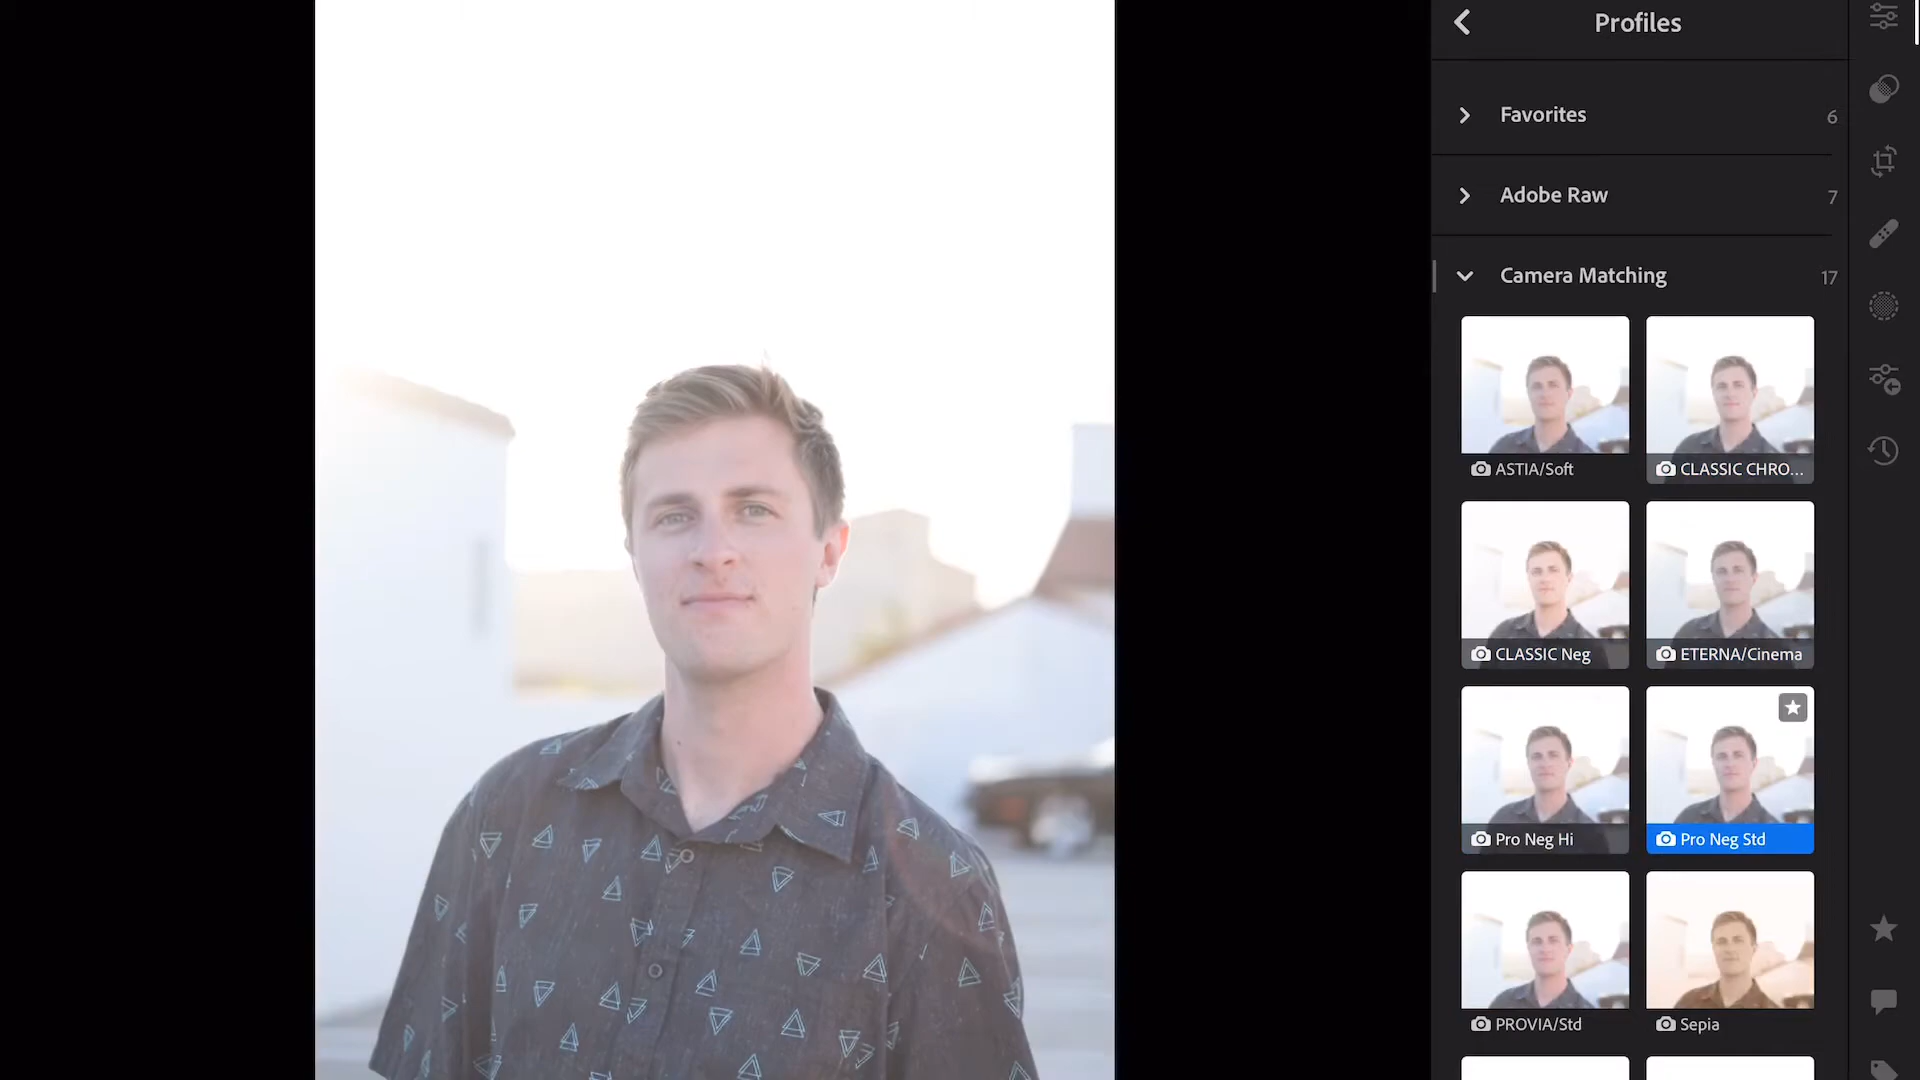 Profiles
Favorites 6
Adobe Raw 7
Camera Matching 17
ASTIA/Soft
CLASSIC CHRO...
CLASSIC Neg
ETERNA/Cinema
Pro Neg Hi
Pro Neg Std
PROVIA/Std
Sepia